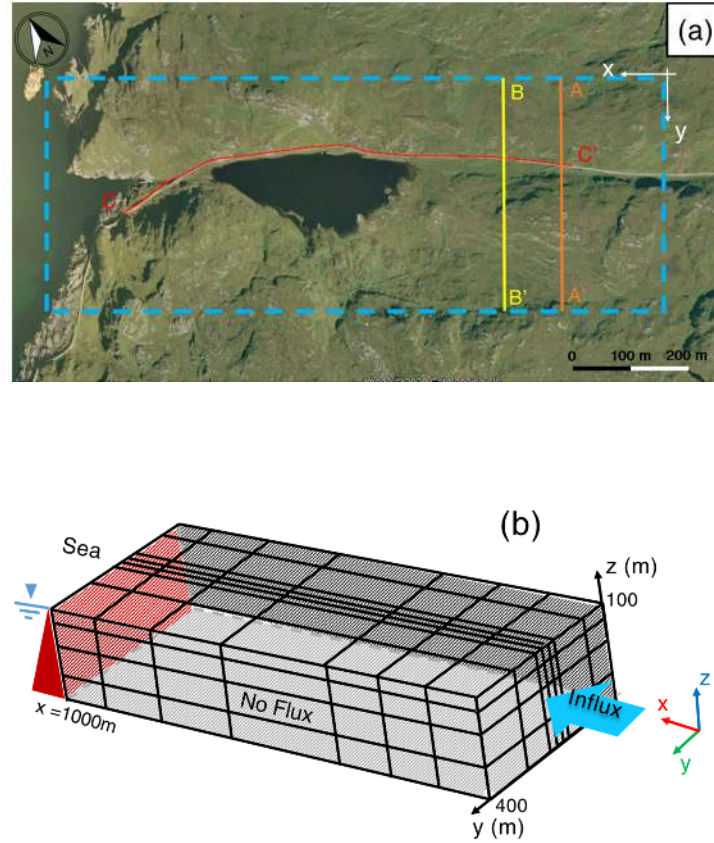 (a)
N
x
B
A
y
C'
C
B'
A'
0 100 m 200 m
(b)
Sea
z (m)
100
No Flux
Influx
x =1000m
z
x
y
400
y (m)